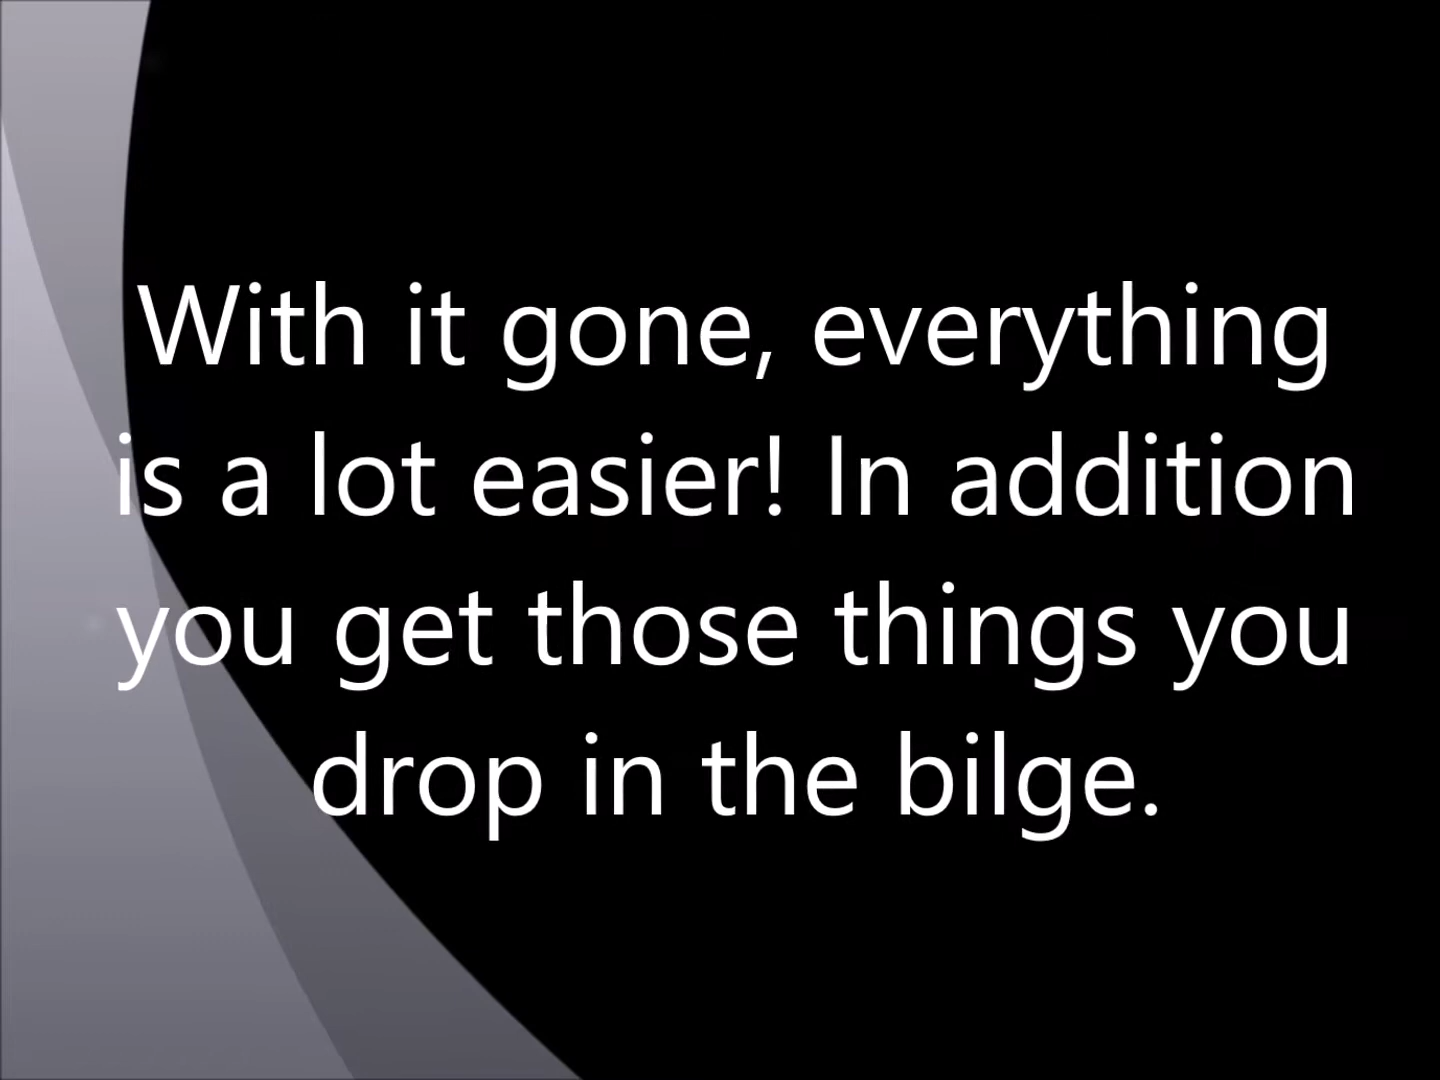 With it gone, everything
is a lot easier! In addition
you get those things you
drop in the bilge.